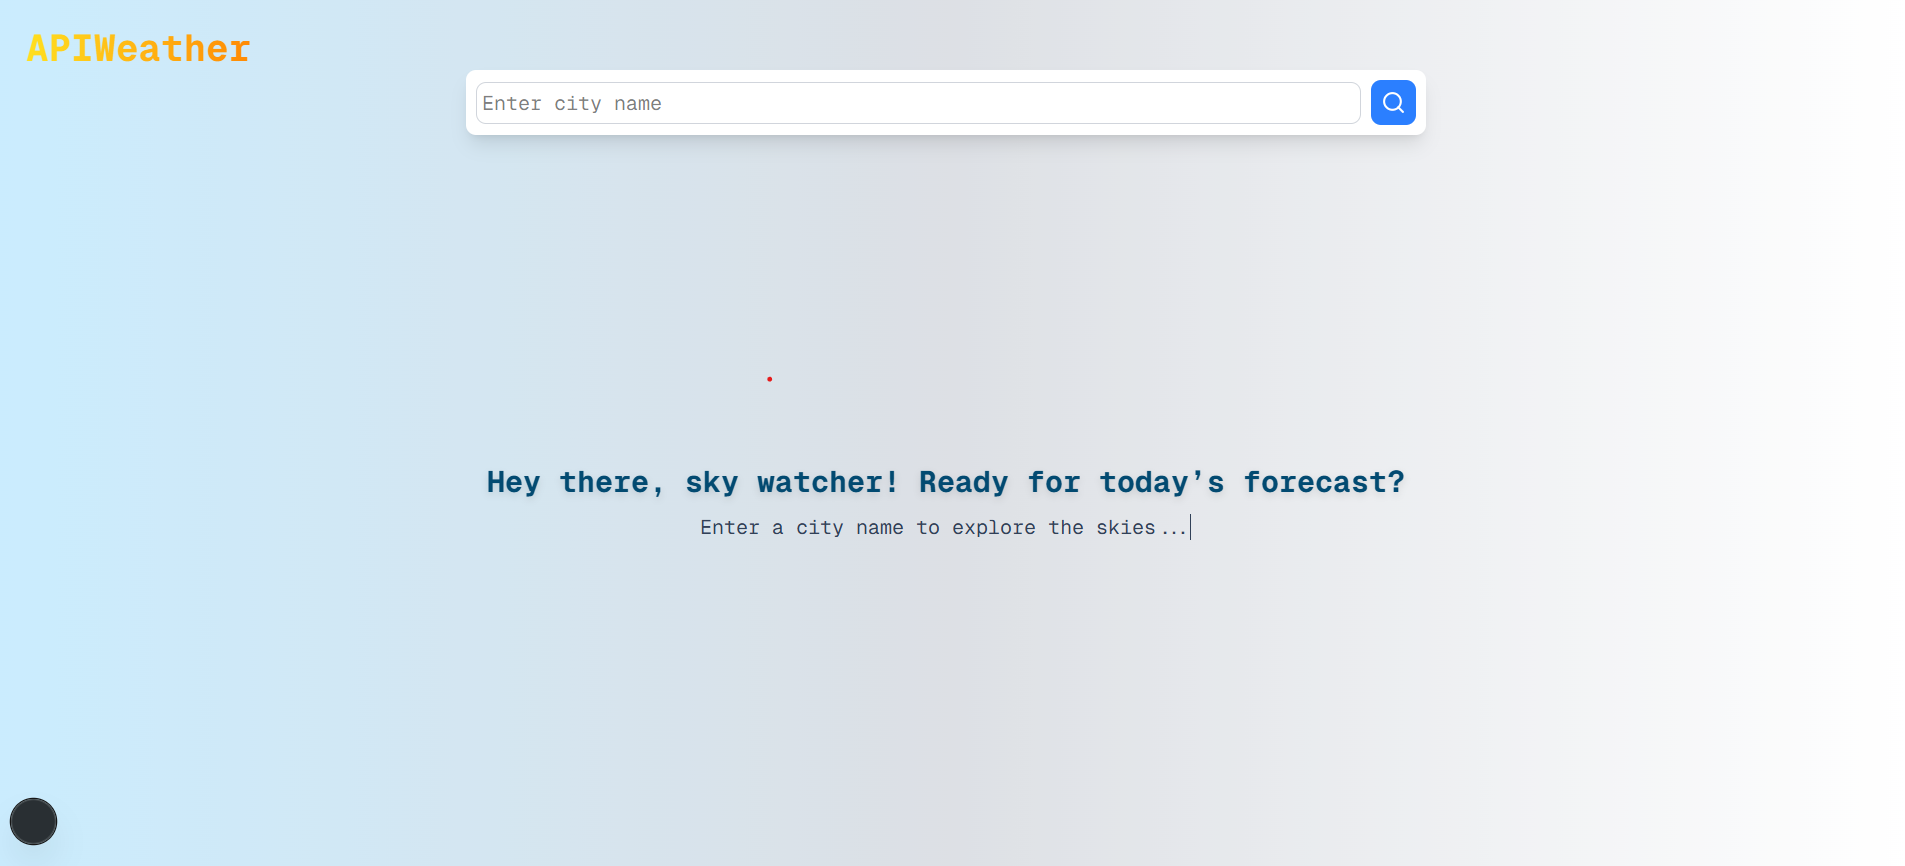 APIWeather
Enter city name
Hey there, sky watcher! Ready for today’s forecast?
Enter a city name to explore the skies...